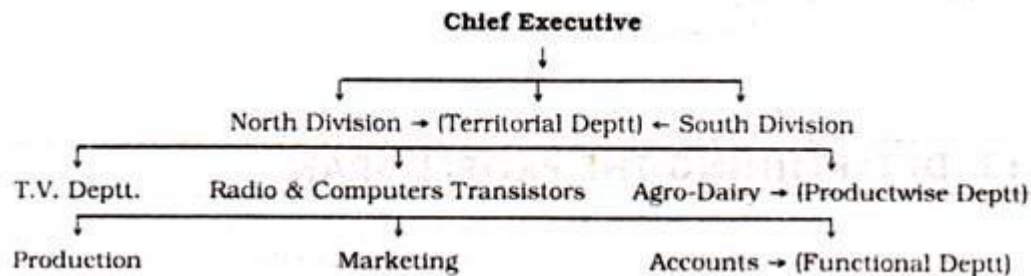 Chief Executive
North Division → (Territorial Deptt) ← South Division
T.V. Deptt. Radio & Computers Transistors Agro-Dairy → (Productwise Deptt)
Production Marketing Accounts → (Functional Deptt)